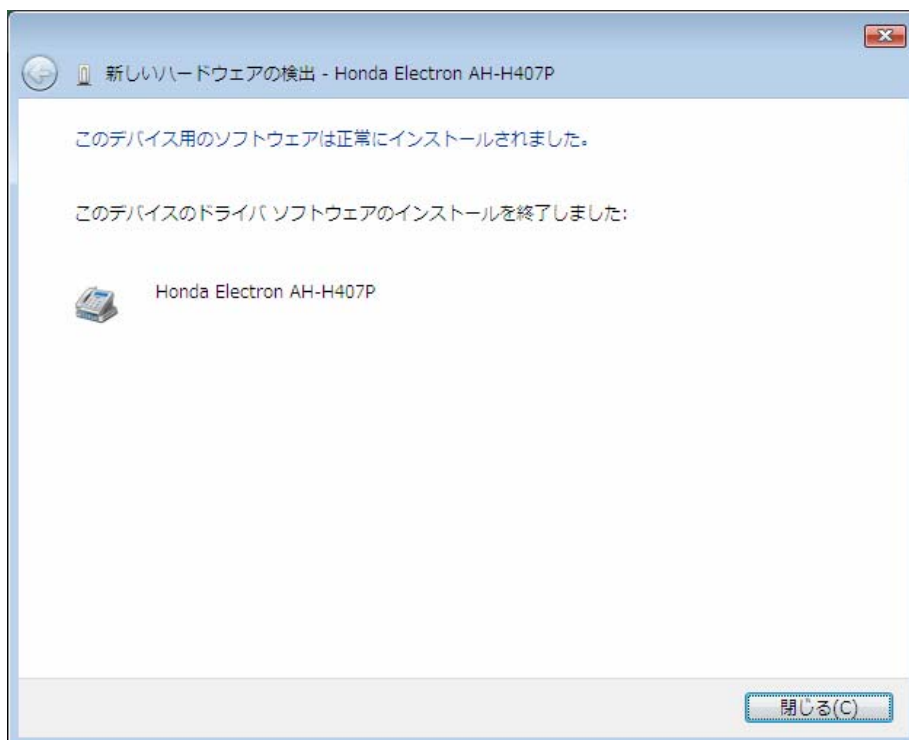 新しいハードウェアの検出 - Honda Electron AH-H407P
このデバイス用のソフトウェアは正常にインストールされました。
このデバイスのドライバ ソフトウェアのインストールを終了しました:
Honda Electron AH-H407P
閉じる(C)